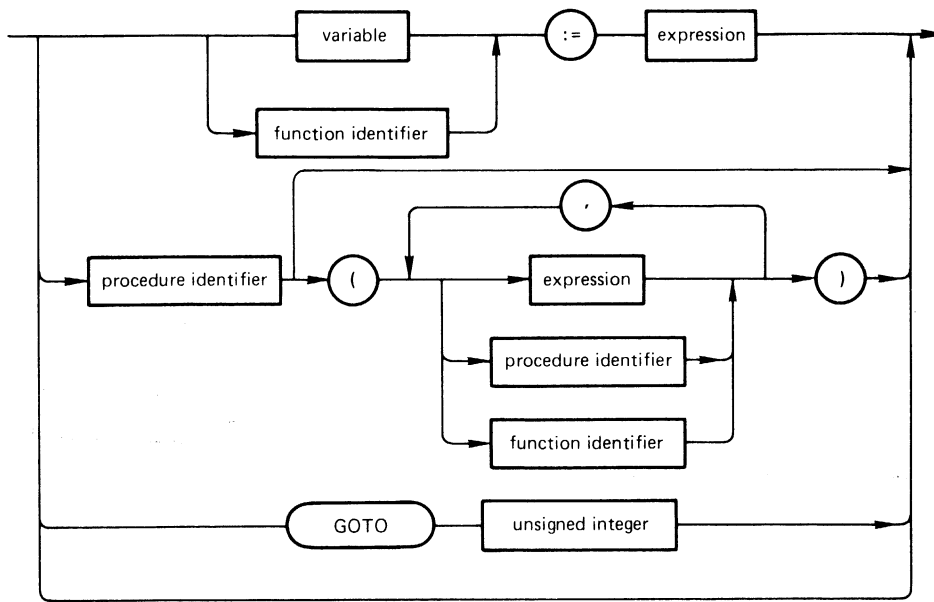 variable := expression
function identifier
,
procedure identifier ( expression )
procedure identifier
function identifier
GOTO unsigned integer